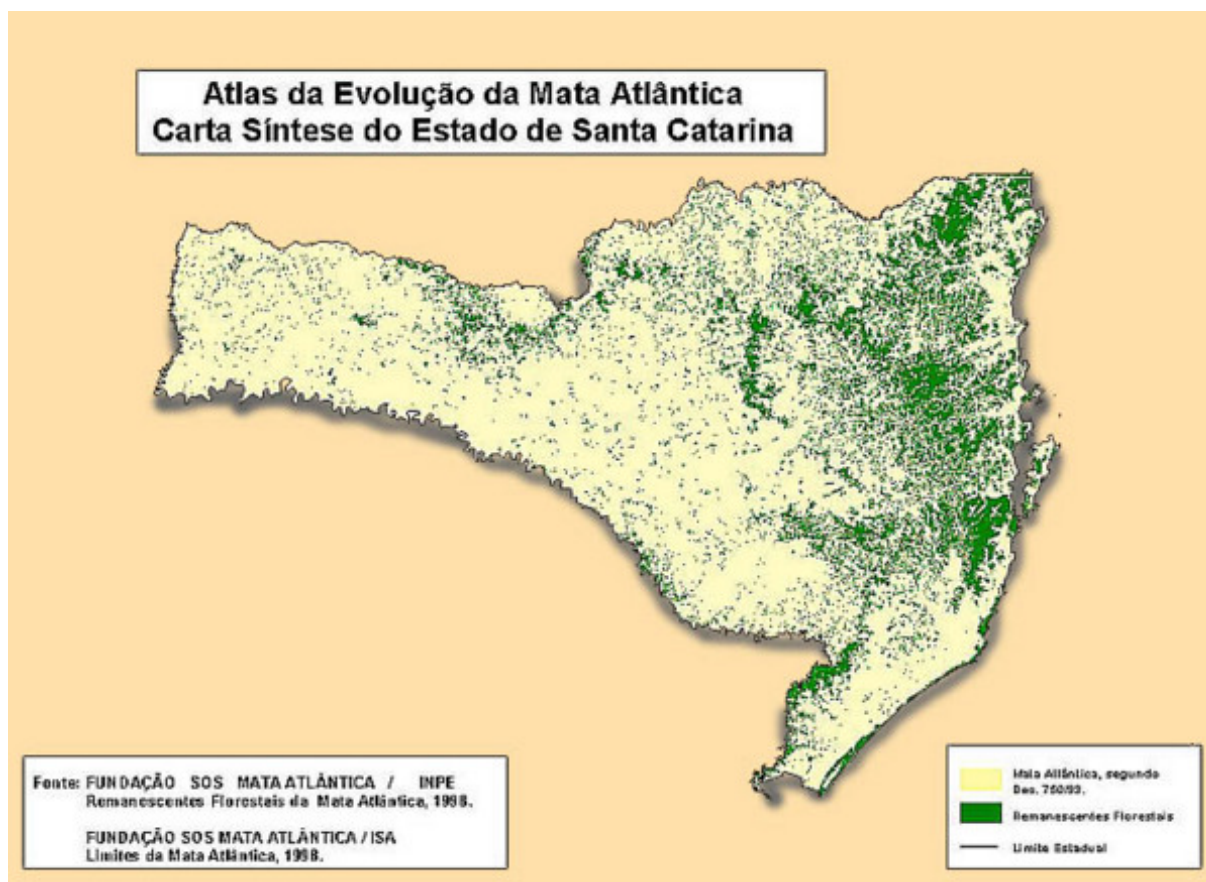 Atlas da Evolução da Mata Atlântica
Carta Síntese do Estado de Santa Catarina
Fonte: FUNDAÇÃO SOS MATA ATLÂNTICA / INPE
Remanescentes Florestais da Mata Atlântica, 1998.
FUNDAÇÃO SOS MATA ATLÂNTICA / ISA
Limites da Mata Atlântica, 1998.
Mata Atlântica, segundo
Dec. 750/93.
Remanescentes Florestais
Limite Estadual